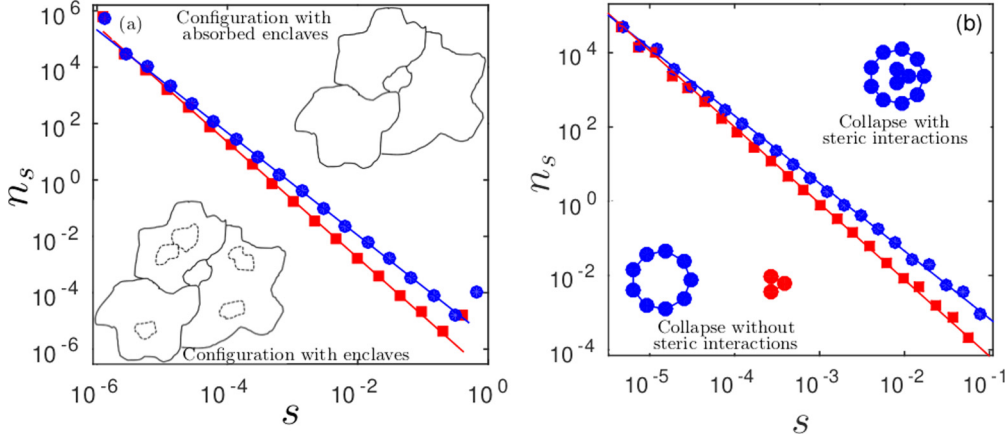 (a)
Configuration with
absorbed enclaves
Configuration with enclaves
n_s
10^6
10^4
10^2
10^0
10^-2
10^-4
10^-6
10^-6
10^-4
10^-2
10^0
s
(b)
Collapse with
steric interactions
Collapse without
steric interactions
n_s
10^4
10^2
10^0
10^-2
10^-4
10^-5
10^-4
10^-3
10^-2
10^-1
s